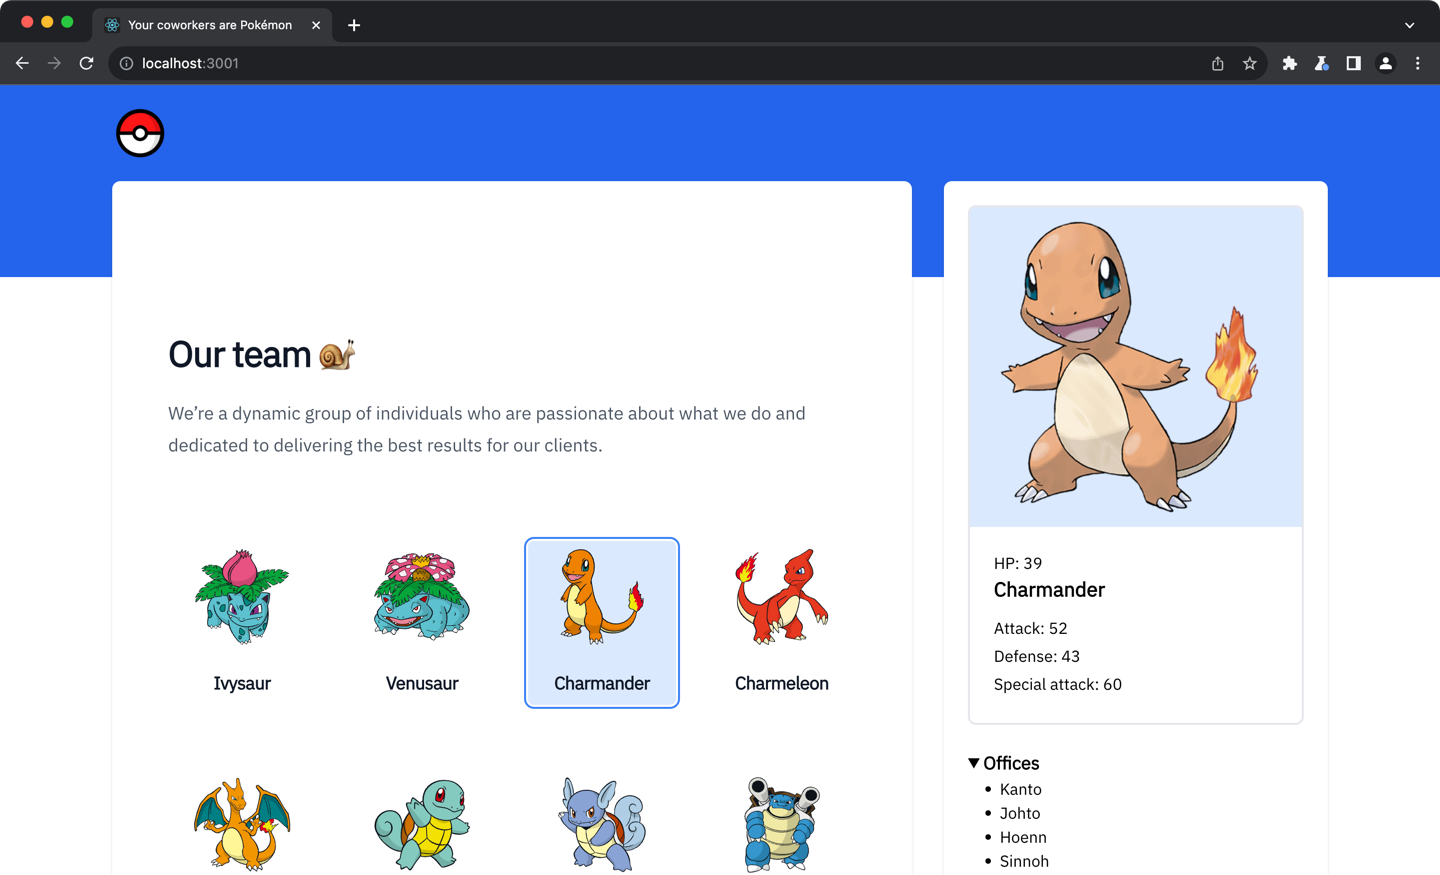 Your coworkers are Pokémon
localhost:3001
Our team
We’re a dynamic group of individuals who are passionate about what we do and
dedicated to delivering the best results for our clients.
Ivysaur
Venusaur
Charmander
Charmeleon
HP: 39
Charmander
Attack: 52
Defense: 43
Special attack: 60
Offices
Kanto
Johto
Hoenn
Sinnoh